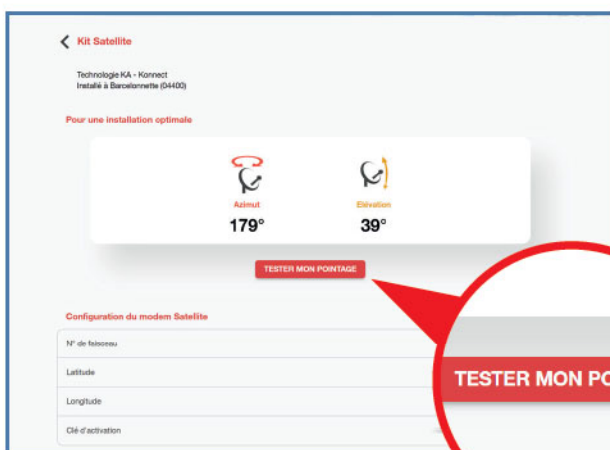 Kit Satellite
Technologie KA - Konnect
Installé à Barcelonnette (04400)
Pour une installation optimale
Azimut
Elévation
179°
39°
TESTER MON POINTAGE
Configuration du modem Satellite
N° de faisceau
Latitude
Longitude
Clé d'activation
TESTER MON PO